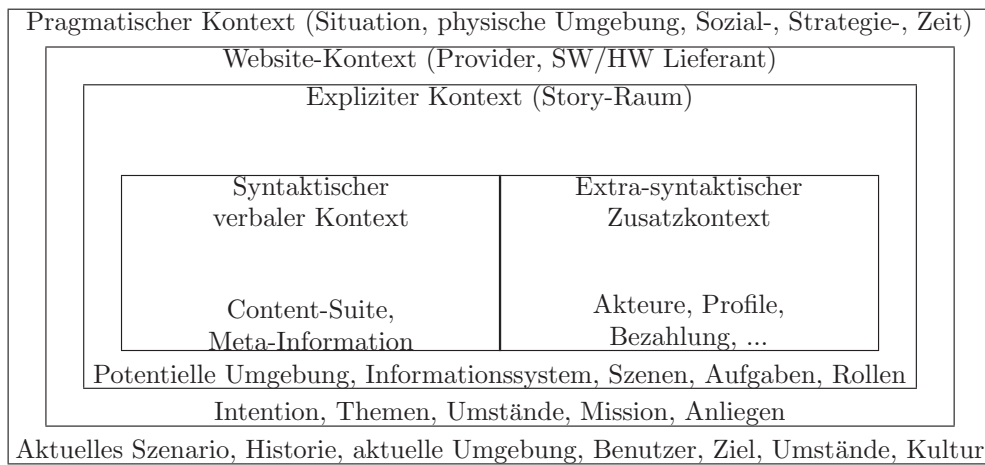 Pragmatischer Kontext (Situation, physische Umgebung, Sozial-, Strategie-, Zeit)
Website-Kontext (Provider, SW/HW Lieferant)
Expliziter Kontext (Story-Raum)
Syntaktischer
verbaler Kontext
Content-Suite,
Meta-Information
Extra-syntaktischer
Zusatzkontext
Akteure, Profile,
Bezahlung, ...
Potentielle Umgebung, Informationssystem, Szenen, Aufgaben, Rollen
Intention, Themen, Umstände, Mission, Anliegen
Aktuelles Szenario, Historie, aktuelle Umgebung, Benutzer, Ziel, Umstände, Kultur